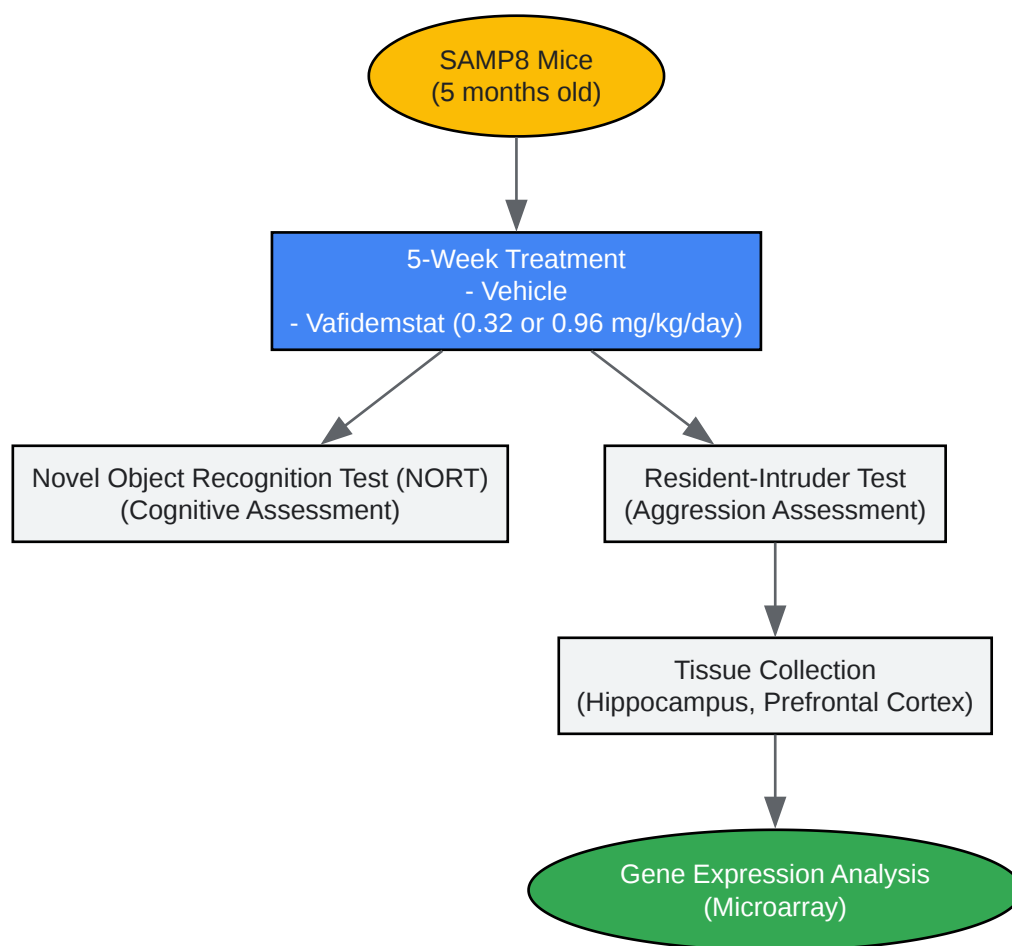 SAMP8 Mice
(5 months old)
5-Week Treatment
- Vehicle
- Vafidemstat (0.32 or 0.96 mg/kg/day)
Novel Object Recognition Test (NORT)
(Cognitive Assessment)
Resident-Intruder Test
(Aggression Assessment)
Tissue Collection
(Hippocampus, Prefrontal Cortex)
Gene Expression Analysis
(Microarray)